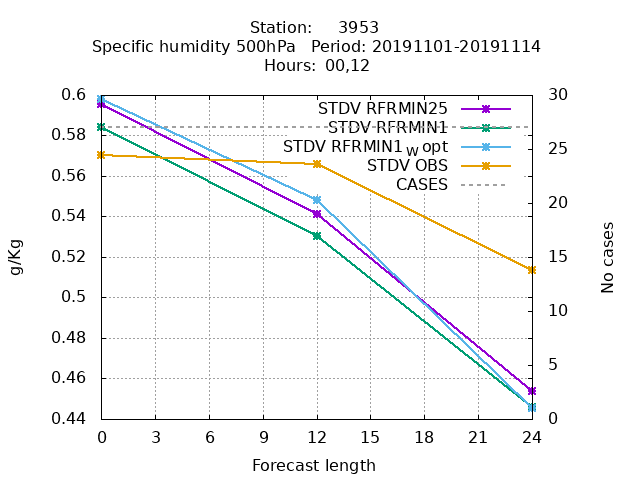 Station: 3953
Specific humidity 500hPa Period: 20191101-20191114
Hours: 00,12
0.6
0.58
0.56
0.54
0.52
0.5
0.48
0.46
0.44
g/Kg
STDV RFRMIN25
STDV RFRMIN1
STDV RFRMIN1 W opt
STDV OBS
CASES
30
25
20
15
10
5
0
No cases
0 3 6 9 12 15 18 21 24
Forecast length